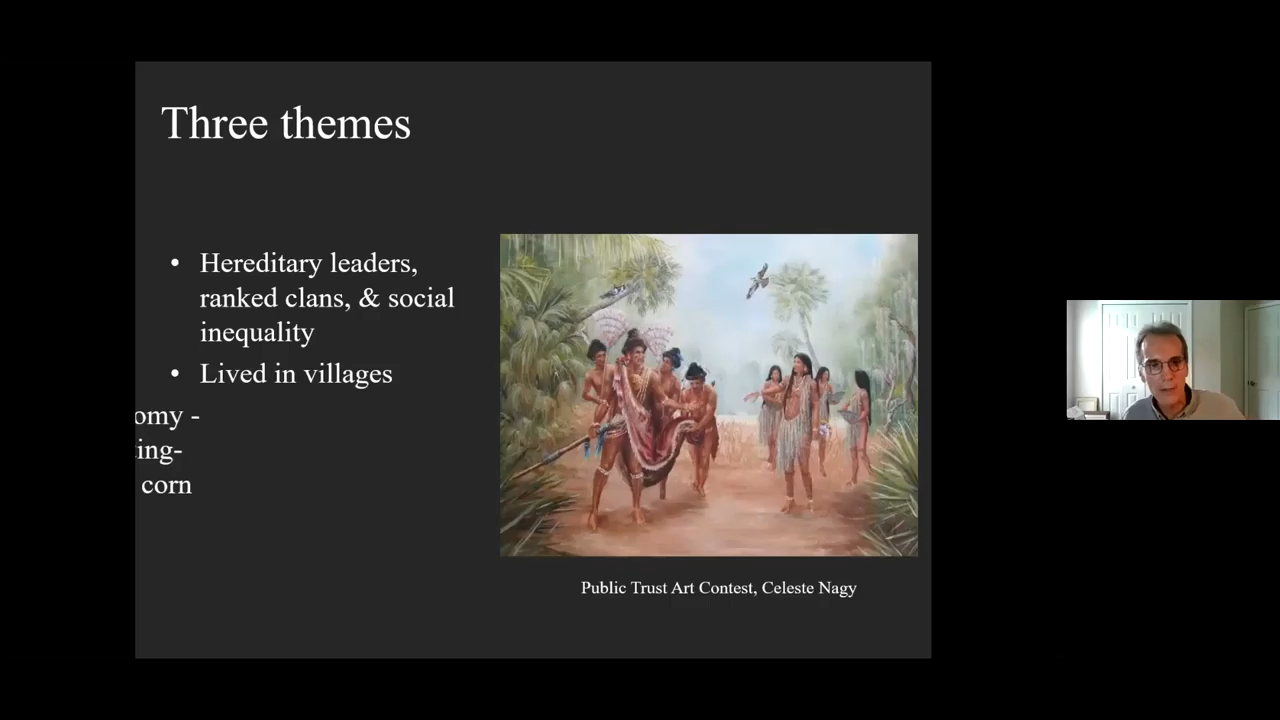 Three themes
• Hereditary leaders,
ranked clans, & social
inequality
• Lived in villages
omy -
ing-
corn
Public Trust Art Contest, Celeste Nagy